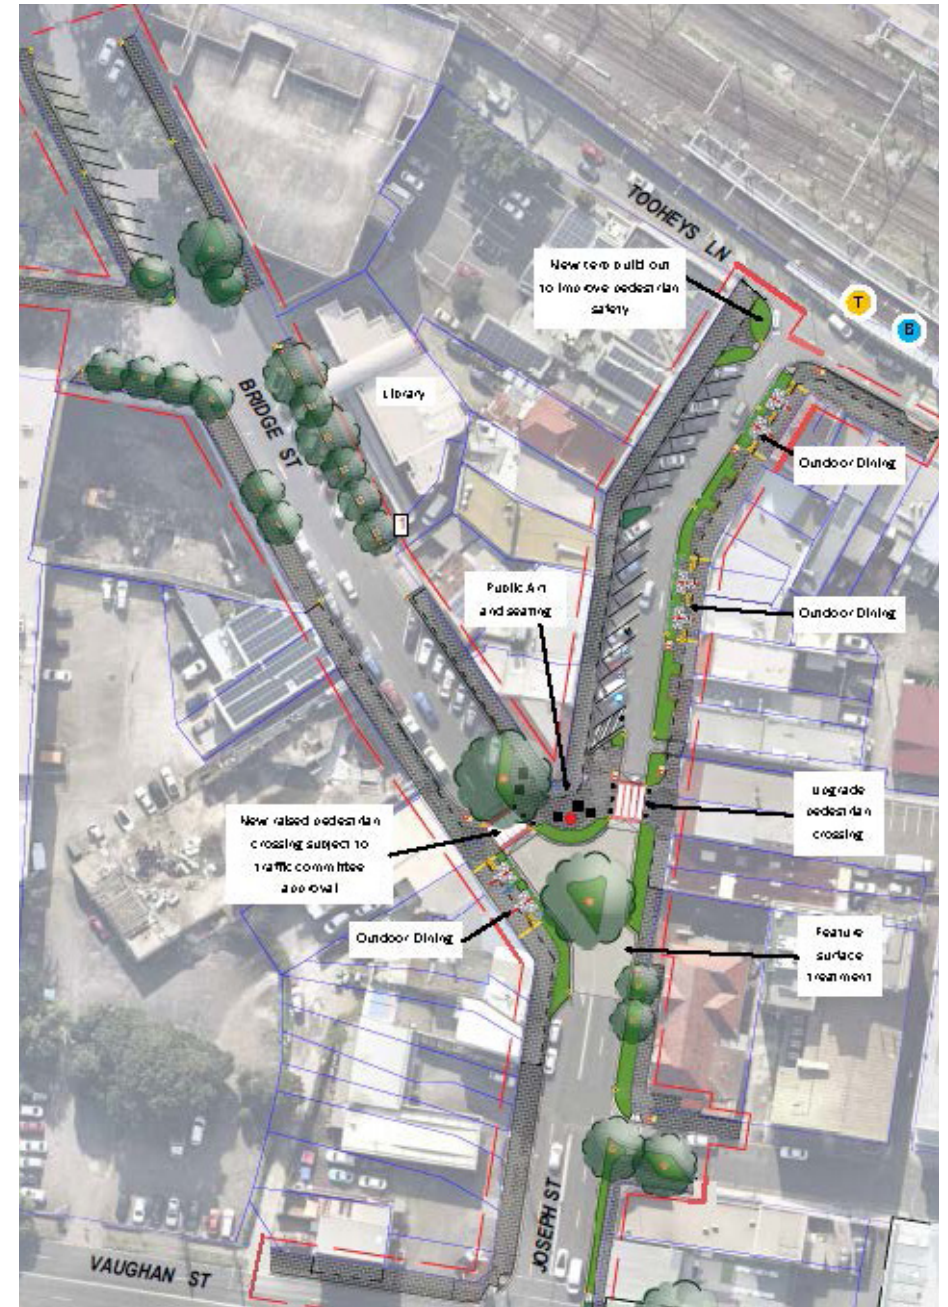 TOOHEYS LN
New kerb build out
to improve pedestrian
safety
T
B
BRIDGE ST
Library
Outdoor Dining
Public Art
and seating
Outdoor Dining
Upgrade
pedestrian
crossing
New raised pedestrian
crossing subject to
traffic committee
approval
Outdoor Dining
Feature
surface
treatment
JOSEPH ST
VAUGHAN ST